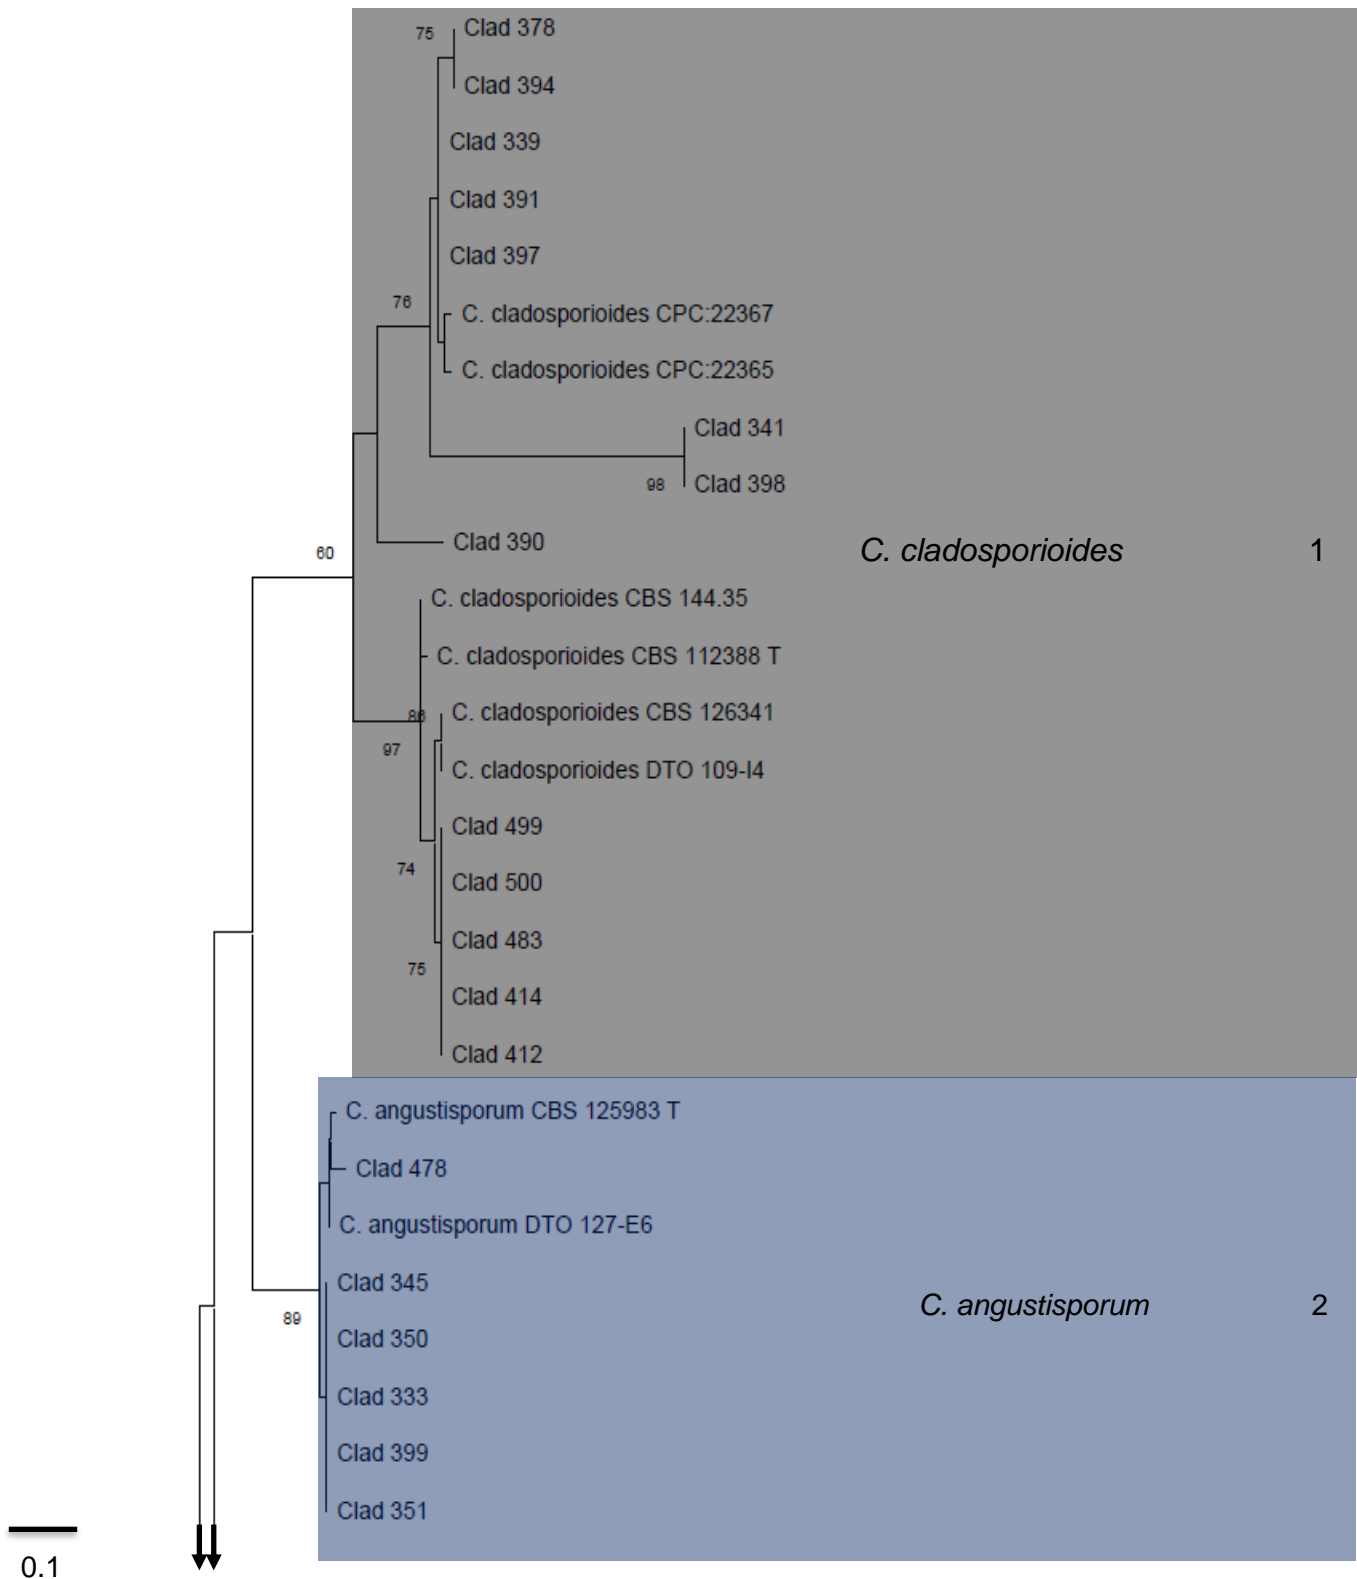 75
Clad 378
Clad 394
Clad 339
Clad 391
Clad 397
76
C. cladosporioides CPC:22367
C. cladosporioides CPC:22365
Clad 341
98
Clad 398
Clad 390
60
C. cladosporioides
1
C. cladosporioides CBS 144.35
C. cladosporioides CBS 112388 T
86
C. cladosporioides CBS 126341
97
C. cladosporioides DTO 109-I4
Clad 499
74
Clad 500
Clad 483
75
Clad 414
Clad 412
C. angustisporum CBS 125983 T
Clad 478
C. angustisporum DTO 127-E6
Clad 345
89
C. angustisporum
2
Clad 350
Clad 333
Clad 399
Clad 351
0.1